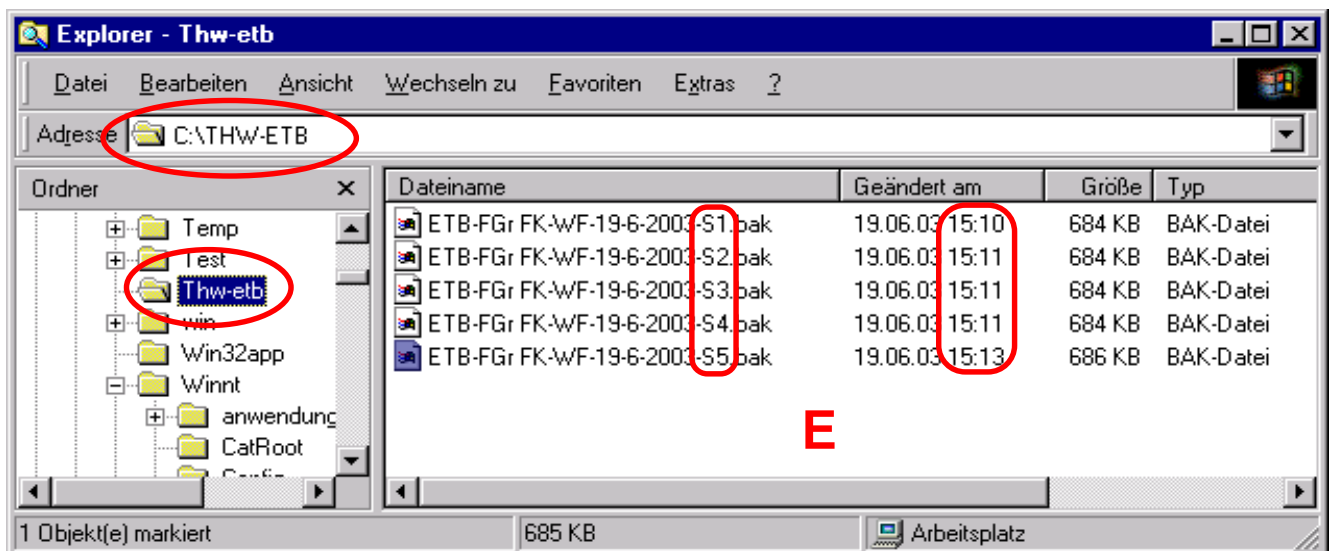 Explorer - Thw-etb
Datei Bearbeiten Ansicht Wechseln zu Favoriten Extras ?
Adresse C:\THW-ETB
Ordner
Temp
Test
Thw-etb
win
Win32app
Winnt
anwendung
CatRoot
Config
Dateiname Geändert am Größe Typ
ETB-FGr FK-WF-19-6-2003-S1.bak 19.06.03 15:10 684 KB BAK-Datei
ETB-FGr FK-WF-19-6-2003-S2.bak 19.06.03 15:11 684 KB BAK-Datei
ETB-FGr FK-WF-19-6-2003-S3.bak 19.06.03 15:11 684 KB BAK-Datei
ETB-FGr FK-WF-19-6-2003-S4.bak 19.06.03 15:11 684 KB BAK-Datei
ETB-FGr FK-WF-19-6-2003-S5.bak 19.06.03 15:13 686 KB BAK-Datei
E
1 Objekt(e) markiert 685 KB Arbeitsplatz